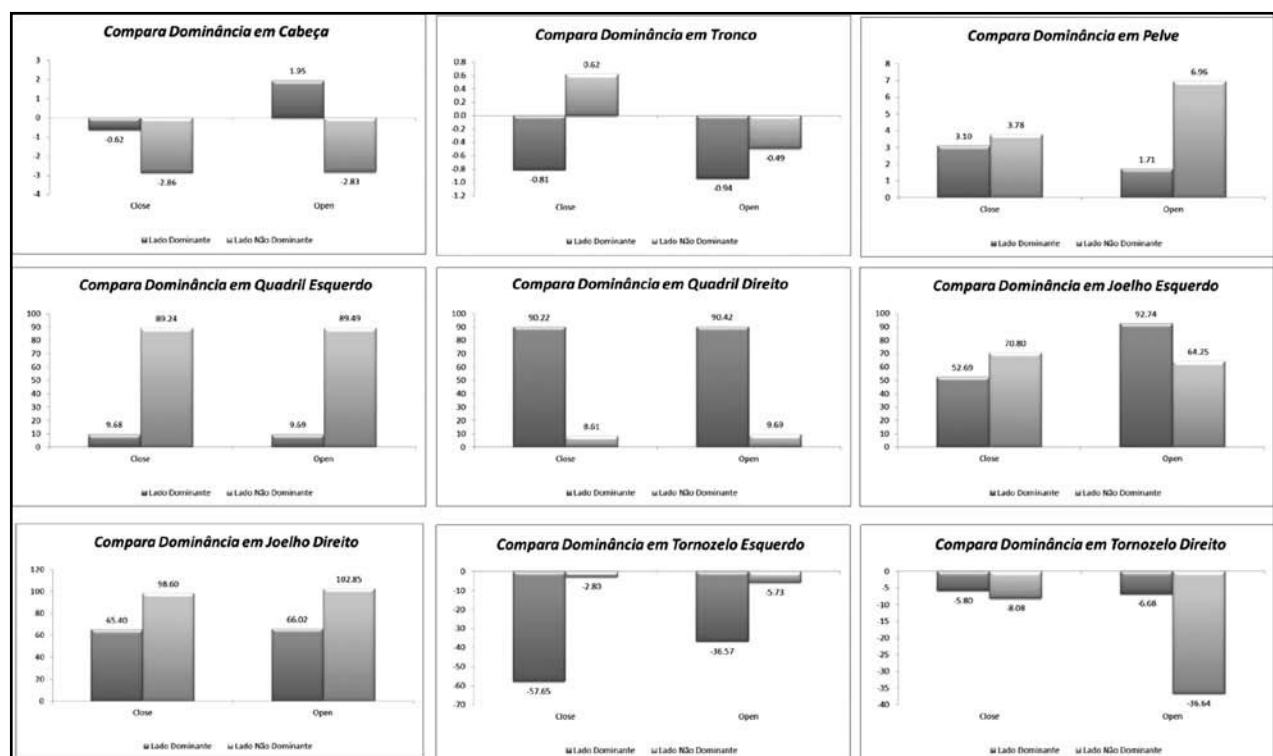 Compara Dominância em Cabeça
3
2
1
0
-1
-2
-3
-4
1.95
-0.62
-2.86
-2.83
Close
Open
Lado Dominante
Lado Não Dominante
Compara Dominância em Tronco
0.8
0.6
0.4
0.2
0.0
-0.2
-0.4
-0.6
-0.8
-1.0
-1.2
0.62
-0.81
-0.94
-0.49
Close
Open
Lado Dominante
Lado Não Dominante
Compara Dominância em Pelve
8
7
6
5
4
3
2
1
0
3.10
3.78
1.71
6.96
Close
Open
Lado Dominante
Lado Não Dominante
Compara Dominância em Quadril Esquerdo
90
80
70
60
50
40
30
20
10
0
9.68
89.24
9.69
89.49
Close
Open
Lado Dominante
Lado Não Dominante
Compara Dominância em Quadril Direito
100
90
80
70
60
50
40
30
20
10
0
90.22
8.61
90.42
9.69
Close
Open
Lado Dominante
Lado Não Dominante
Compara Dominância em Joelho Esquerdo
100
90
80
70
60
50
40
30
20
10
0
52.69
70.80
92.74
64.25
Close
Open
Lado Dominante
Lado Não Dominante
Compara Dominância em Joelho Direito
120
100
80
60
40
20
0
65.40
98.60
66.02
102.85
Close
Open
Lado Dominante
Lado Não Dominante
Compara Dominância em Tornozelo Esquerdo
0
-10
-20
-30
-40
-50
-60
-70
-57.65
-2.80
-36.57
-5.73
Close
Open
Lado Dominante
Lado Não Dominante
Compara Dominância em Tornozelo Direito
0
-5
-10
-15
-20
-25
-30
-35
-40
-5.80
-8.08
-6.68
-36.64
Close
Open
Lado Dominante
Lado Não Dominante